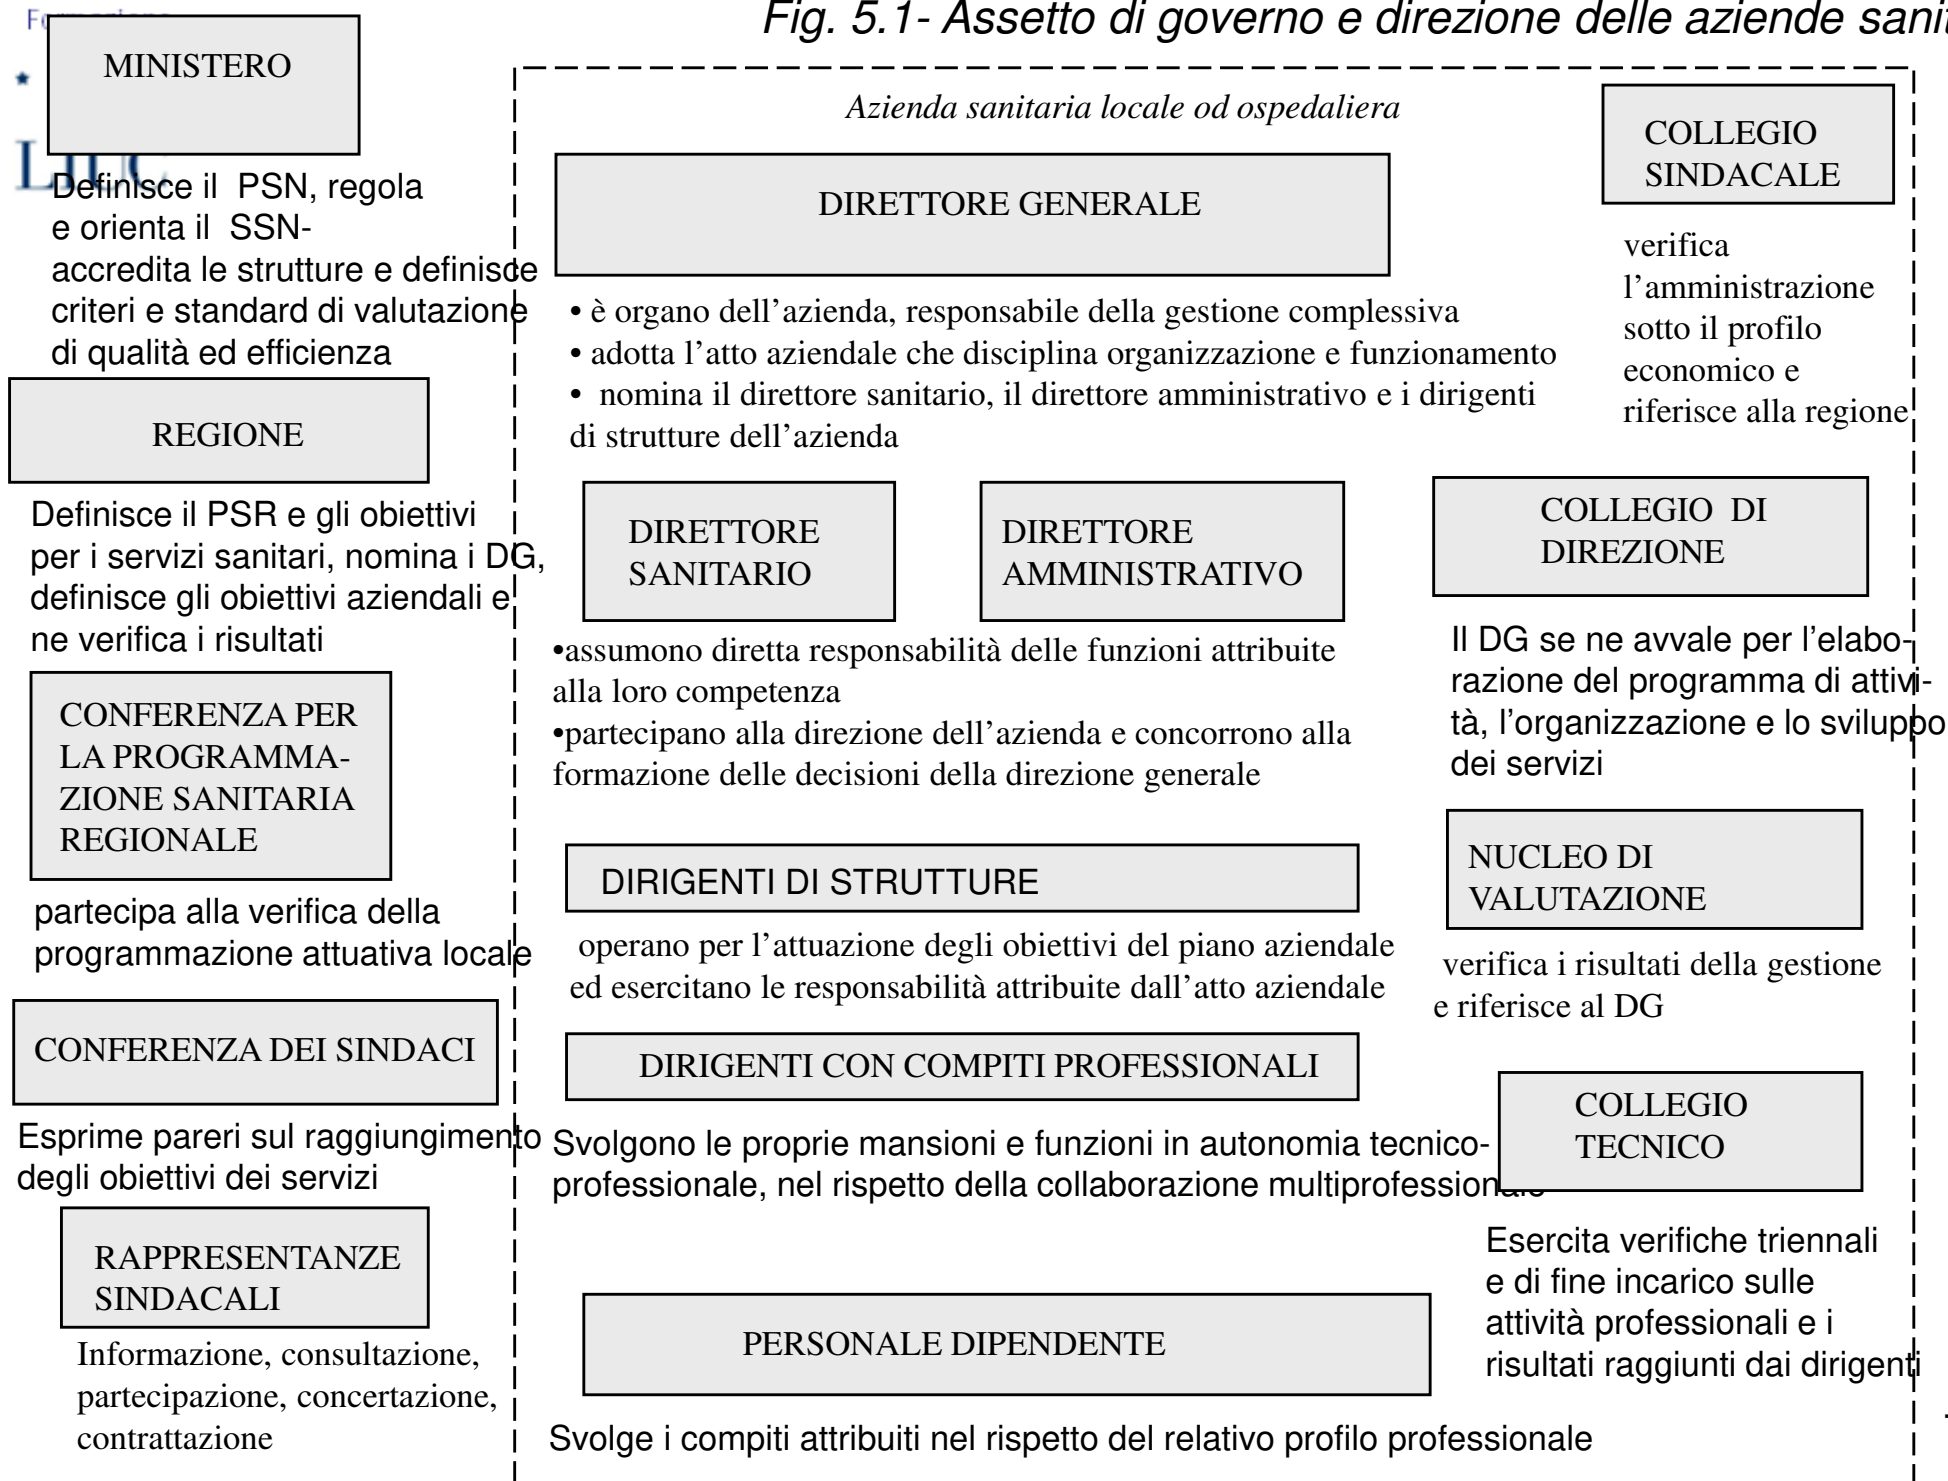 Fig. 5.1- Assetto di governo e direzione delle aziende
MINISTERO
LIUC
Definisce il PSN, regola
e orienta il SSN-
accredita le strutture e definisce
criteri e standard di valutazione
di qualità ed efficienza
REGIONE
Definisce il PSR e gli obiettivi
per i servizi sanitari, nomina i DG,
definisce gli obiettivi aziendali e
ne verifica i risultati
CONFERENZA PER
LA PROGRAMMA-
ZIONE SANITARIA
REGIONALE
partecipa alla verifica della
programmazione attuativa locale
CONFERENZA DEI SINDACI
Esprime pareri sul raggiungimento
degli obiettivi dei servizi
RAPPRESENTANZE
SINDACALI
Informazione, consultazione,
partecipazione, concertazione,
contrattazione
Azienda sanitaria locale od ospedaliera
DIRETTORE GENERALE
• è organo dell’azienda, responsabile della gestione complessiva
• adotta l’atto aziendale che disciplina organizzazione e funzionamento
• nomina il direttore sanitario, il direttore amministrativo e i dirigenti
di strutture dell’azienda
DIRETTORE
SANITARIO
DIRETTORE
AMMINISTRATIVO
•assumono diretta responsabilità delle funzioni attribuite
alla loro competenza
•partecipano alla direzione dell’azienda e concorrono alla
formazione delle decisioni della direzione generale
DIRIGENTI DI STRUTTURE
operano per l’attuazione degli obiettivi del piano aziendale
ed esercitano le responsabilità attribuite dall’atto aziendale
DIRIGENTI CON COMPITI PROFESSIONALI
Svolgono le proprie mansioni e funzioni in autonomia tecnico-
professionale, nel rispetto della collaborazione multiprofessionale
PERSONALE DIPENDENTE
Svolge i compiti attribuiti nel rispetto del relativo profilo professionale
COLLEGIO
SINDACALE
verifica
l’amministrazione
sotto il profilo
economico e
riferisce alla regione
COLLEGIO DI
DIREZIONE
Il DG se ne avvale per l’elabo-
razione del programma di attivi-
tà, l’organizzazione e lo sviluppo
dei servizi
NUCLEO DI
VALUTAZIONE
verifica i risultati della gestione
e riferisce al DG
COLLEGIO
TECNICO
Esercita verifiche triennali
e di fine incarico sulle
attività professionali e i
risultati raggiunti dai dirigenti